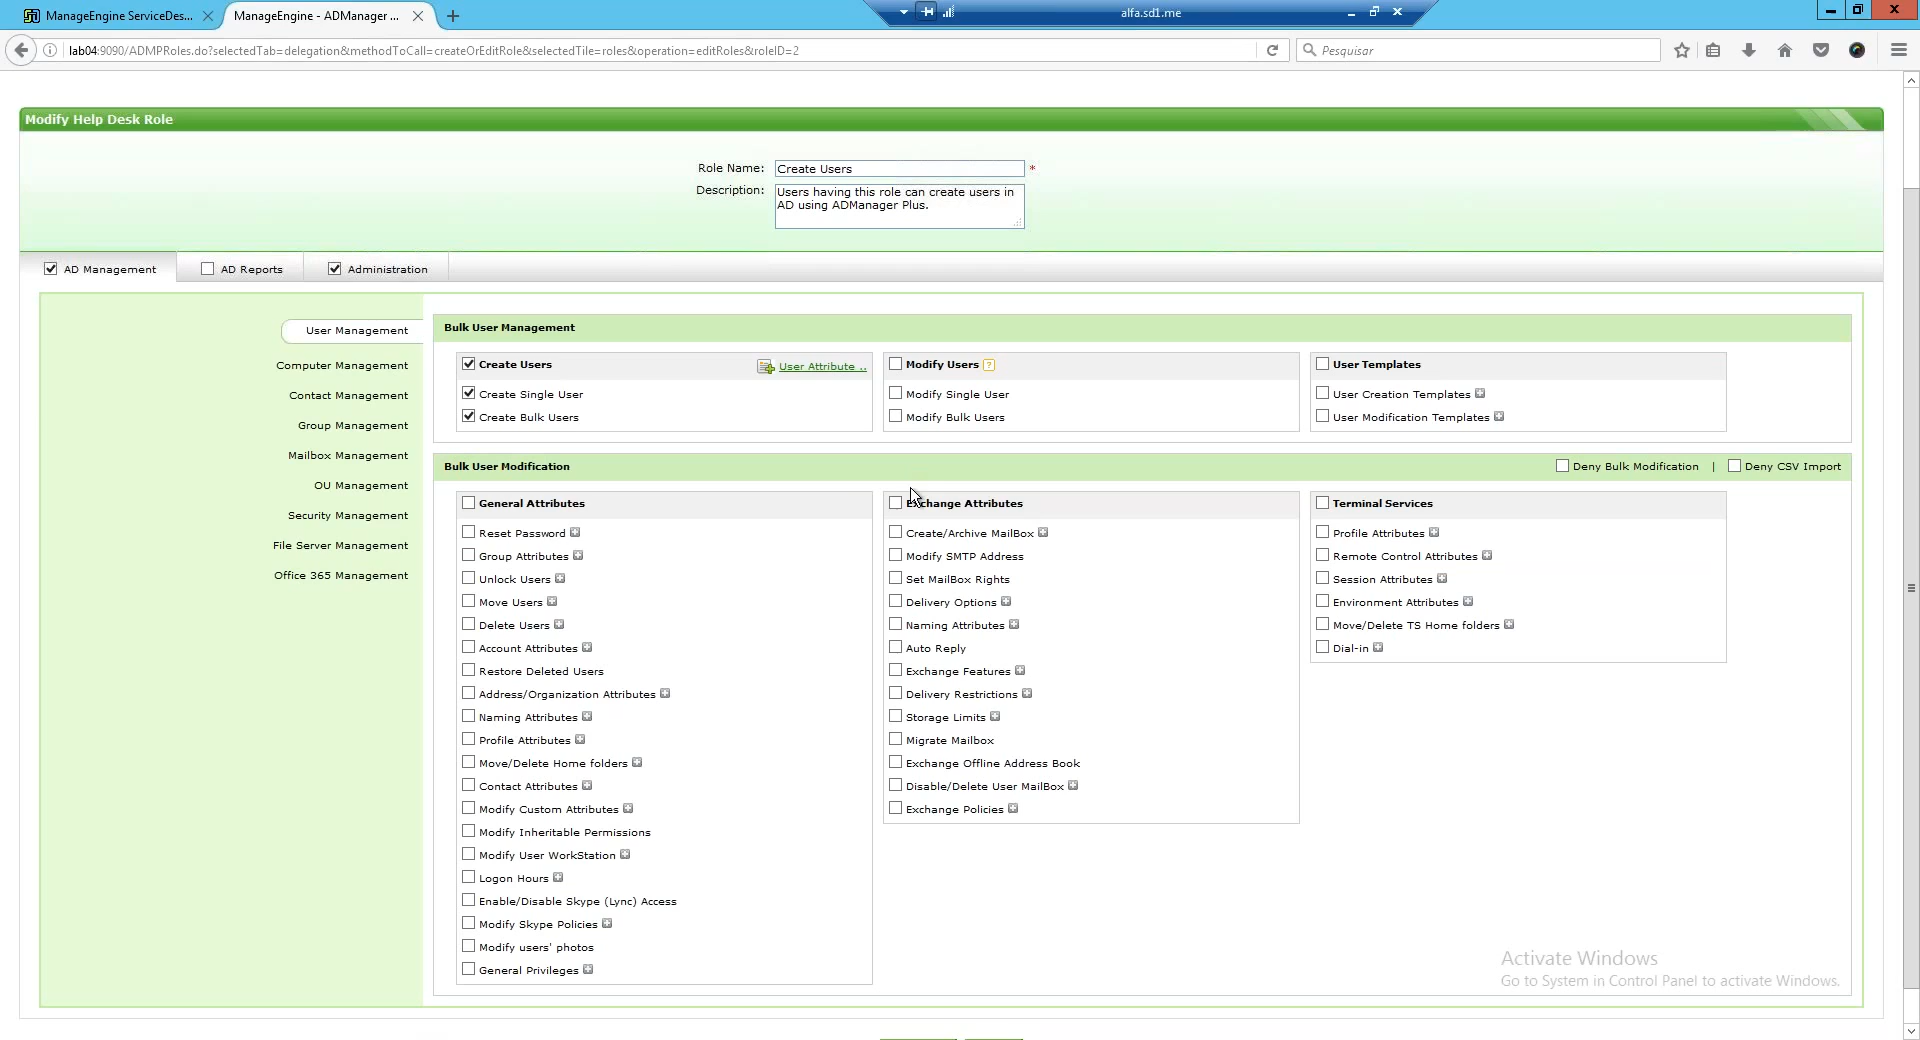 ManageEngine ServiceDes...
ManageEngine - ADManager ...
alfa.sd1.me
lab04:9090/ADMPRoles.do?selectedTab=delegation&methodToCall=createOrEditRole&selectedTile=roles&operation=editRoles&roleID=2
Pesquisar
Modify Help Desk Role
Role Name: Create Users *
Description: Users having this role can create users in
AD using ADManager Plus.
AD Management
AD Reports
Administration
User Management
Computer Management
Contact Management
Group Management
Mailbox Management
OU Management
Security Management
File Server Management
Office 365 Management
Bulk User Management
Create Users
User Attribute ..
Create Single User
Create Bulk Users
Modify Users ?
Modify Single User
Modify Bulk Users
User Templates
User Creation Templates
User Modification Templates
Bulk User Modification
Deny Bulk Modification | Deny CSV Import
General Attributes
Reset Password
Group Attributes
Unlock Users
Move Users
Delete Users
Account Attributes
Restore Deleted Users
Address/Organization Attributes
Naming Attributes
Profile Attributes
Move/Delete Home folders
Contact Attributes
Modify Custom Attributes
Modify Inheritable Permissions
Modify User WorkStation
Logon Hours
Enable/Disable Skype (Lync) Access
Modify Skype Policies
Modify users' photos
General Privileges
Exchange Attributes
Create/Archive MailBox
Modify SMTP Address
Set MailBox Rights
Delivery Options
Naming Attributes
Auto Reply
Exchange Features
Delivery Restrictions
Storage Limits
Migrate Mailbox
Exchange Offline Address Book
Disable/Delete User MailBox
Exchange Policies
Terminal Services
Profile Attributes
Remote Control Attributes
Session Attributes
Environment Attributes
Move/Delete TS Home folders
Dial-in
Activate Windows
Go to System in Control Panel to activate Windows.